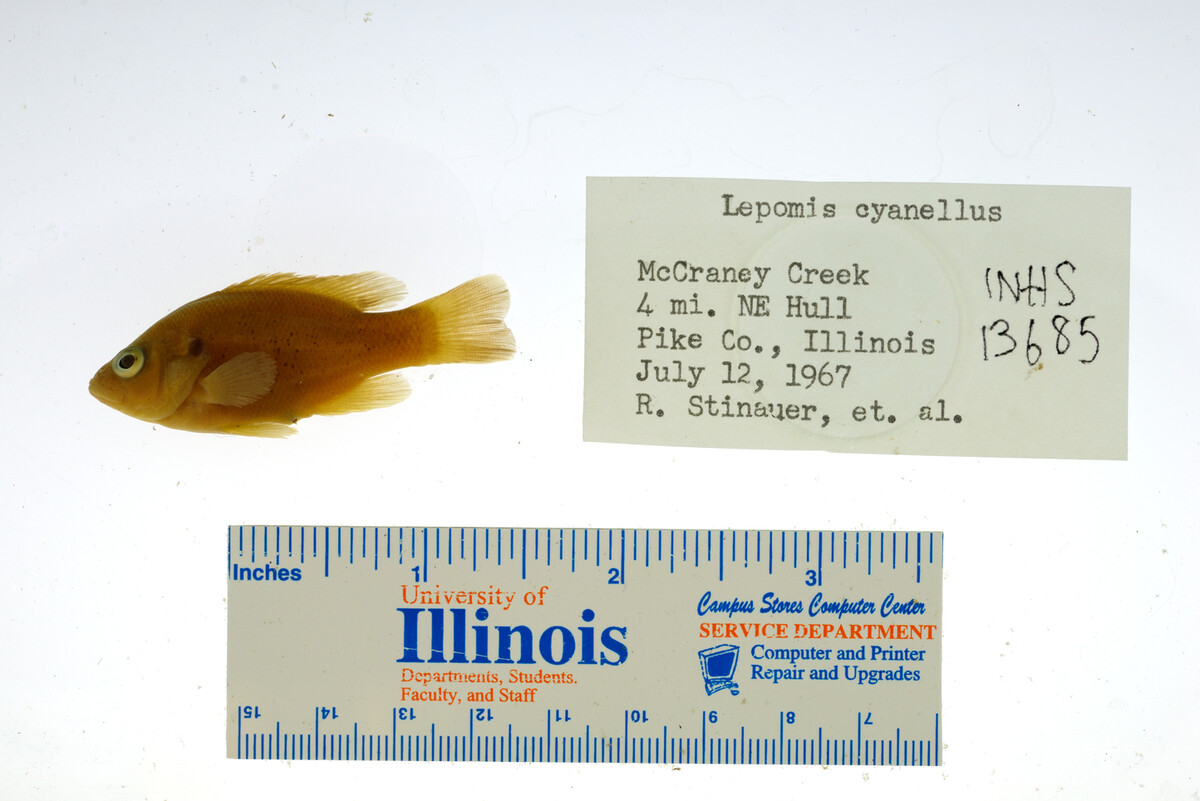 Lepomis cyanellus
McCraney Creek
4 mi. NE Hull
Pike Co., Illinois
July 12, 1967
R. Stinauer, et. al.
INHS
13685
Inches 1 2 3
University of
Illinois
Departments, Students.
Faculty, and Staff
Campus Stores Computer Center
SERVICE DEPARTMENT
Computer and Printer
Repair and Upgrades
15 14 13 12 11 10 9 8 7